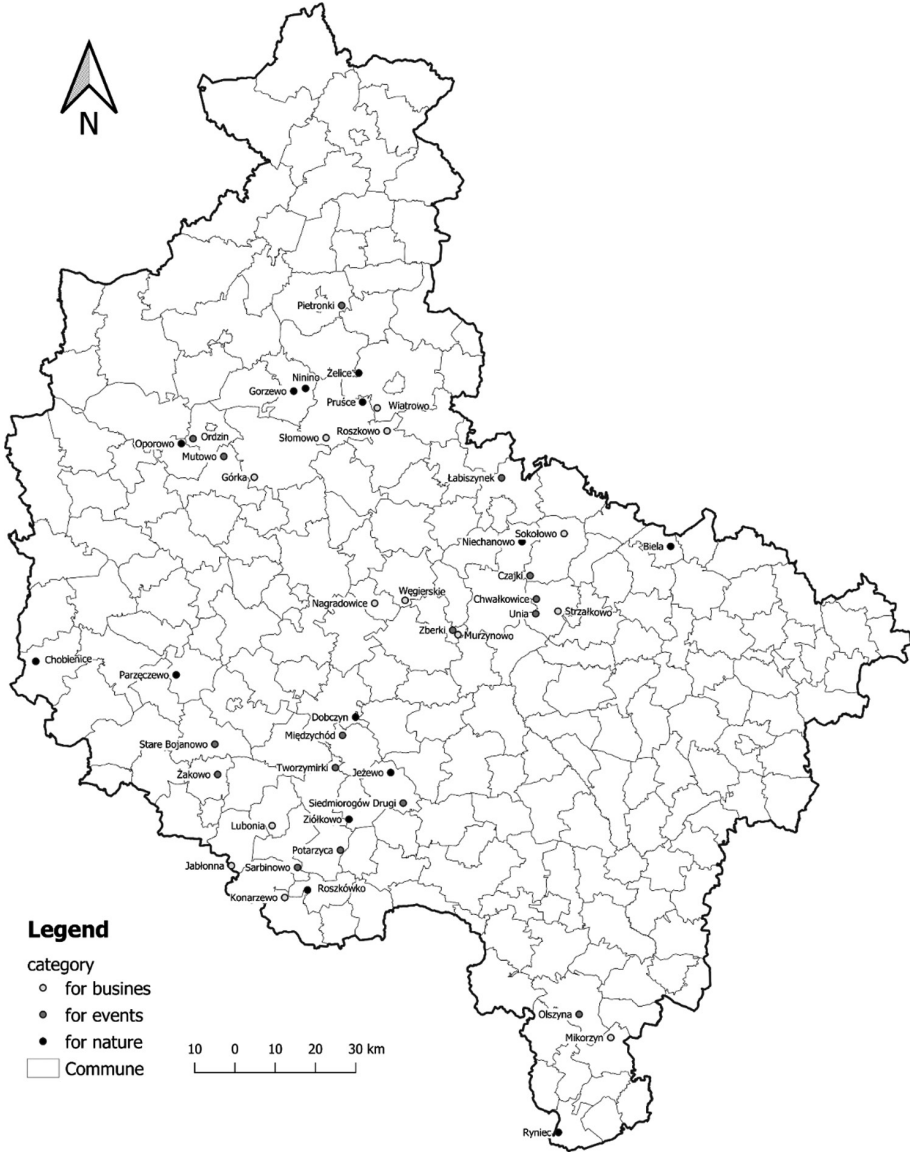 N
Pietronki
Żelice
Ninino
Gorzewo
Pruśce
Wiatrowo
Roszkowo
Słomowo
Ordzin
Oporowo
Mutowo
Górka
Łabiszynek
Sokołowo
Niechanowo
Biela
Czajki
Węgierskie
Nagradowice
Chwałkowice
Unia
Strzałkowo
Zberki
Murzynowo
Chobienice
Parzęczewo
Dobczyn
Międzychód
Stare Bojanowo
Tworzymirki
Jeżewo
Żakowo
Siedmiorogów Drugi
Ziółkowo
Lubonia
Potarzyca
Jabłonna
Sarbinowo
Roszkówko
Konarzewo
Legend
category
for busines
for events
for nature
Commune
10 0 10 20 30 km
Olszyna
Mikorzyn
Ryniec